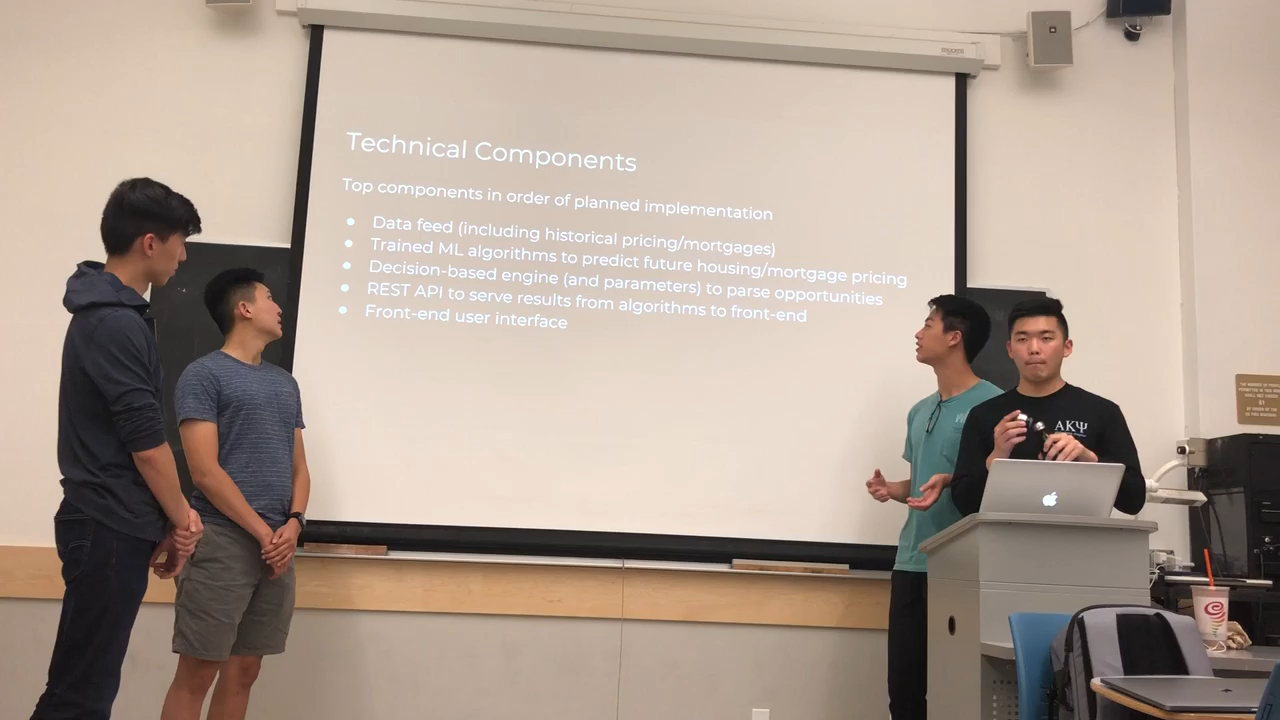 Technical Components
Top components in order of planned implementation
● Data feed (including historical pricing/mortgages)
● Trained ML algorithms to predict future housing/mortgage pricing
● Decision-based engine (and parameters) to parse opportunities
● REST API to serve results from algorithms to front-end
● Front-end user interface
ΑΚΨ